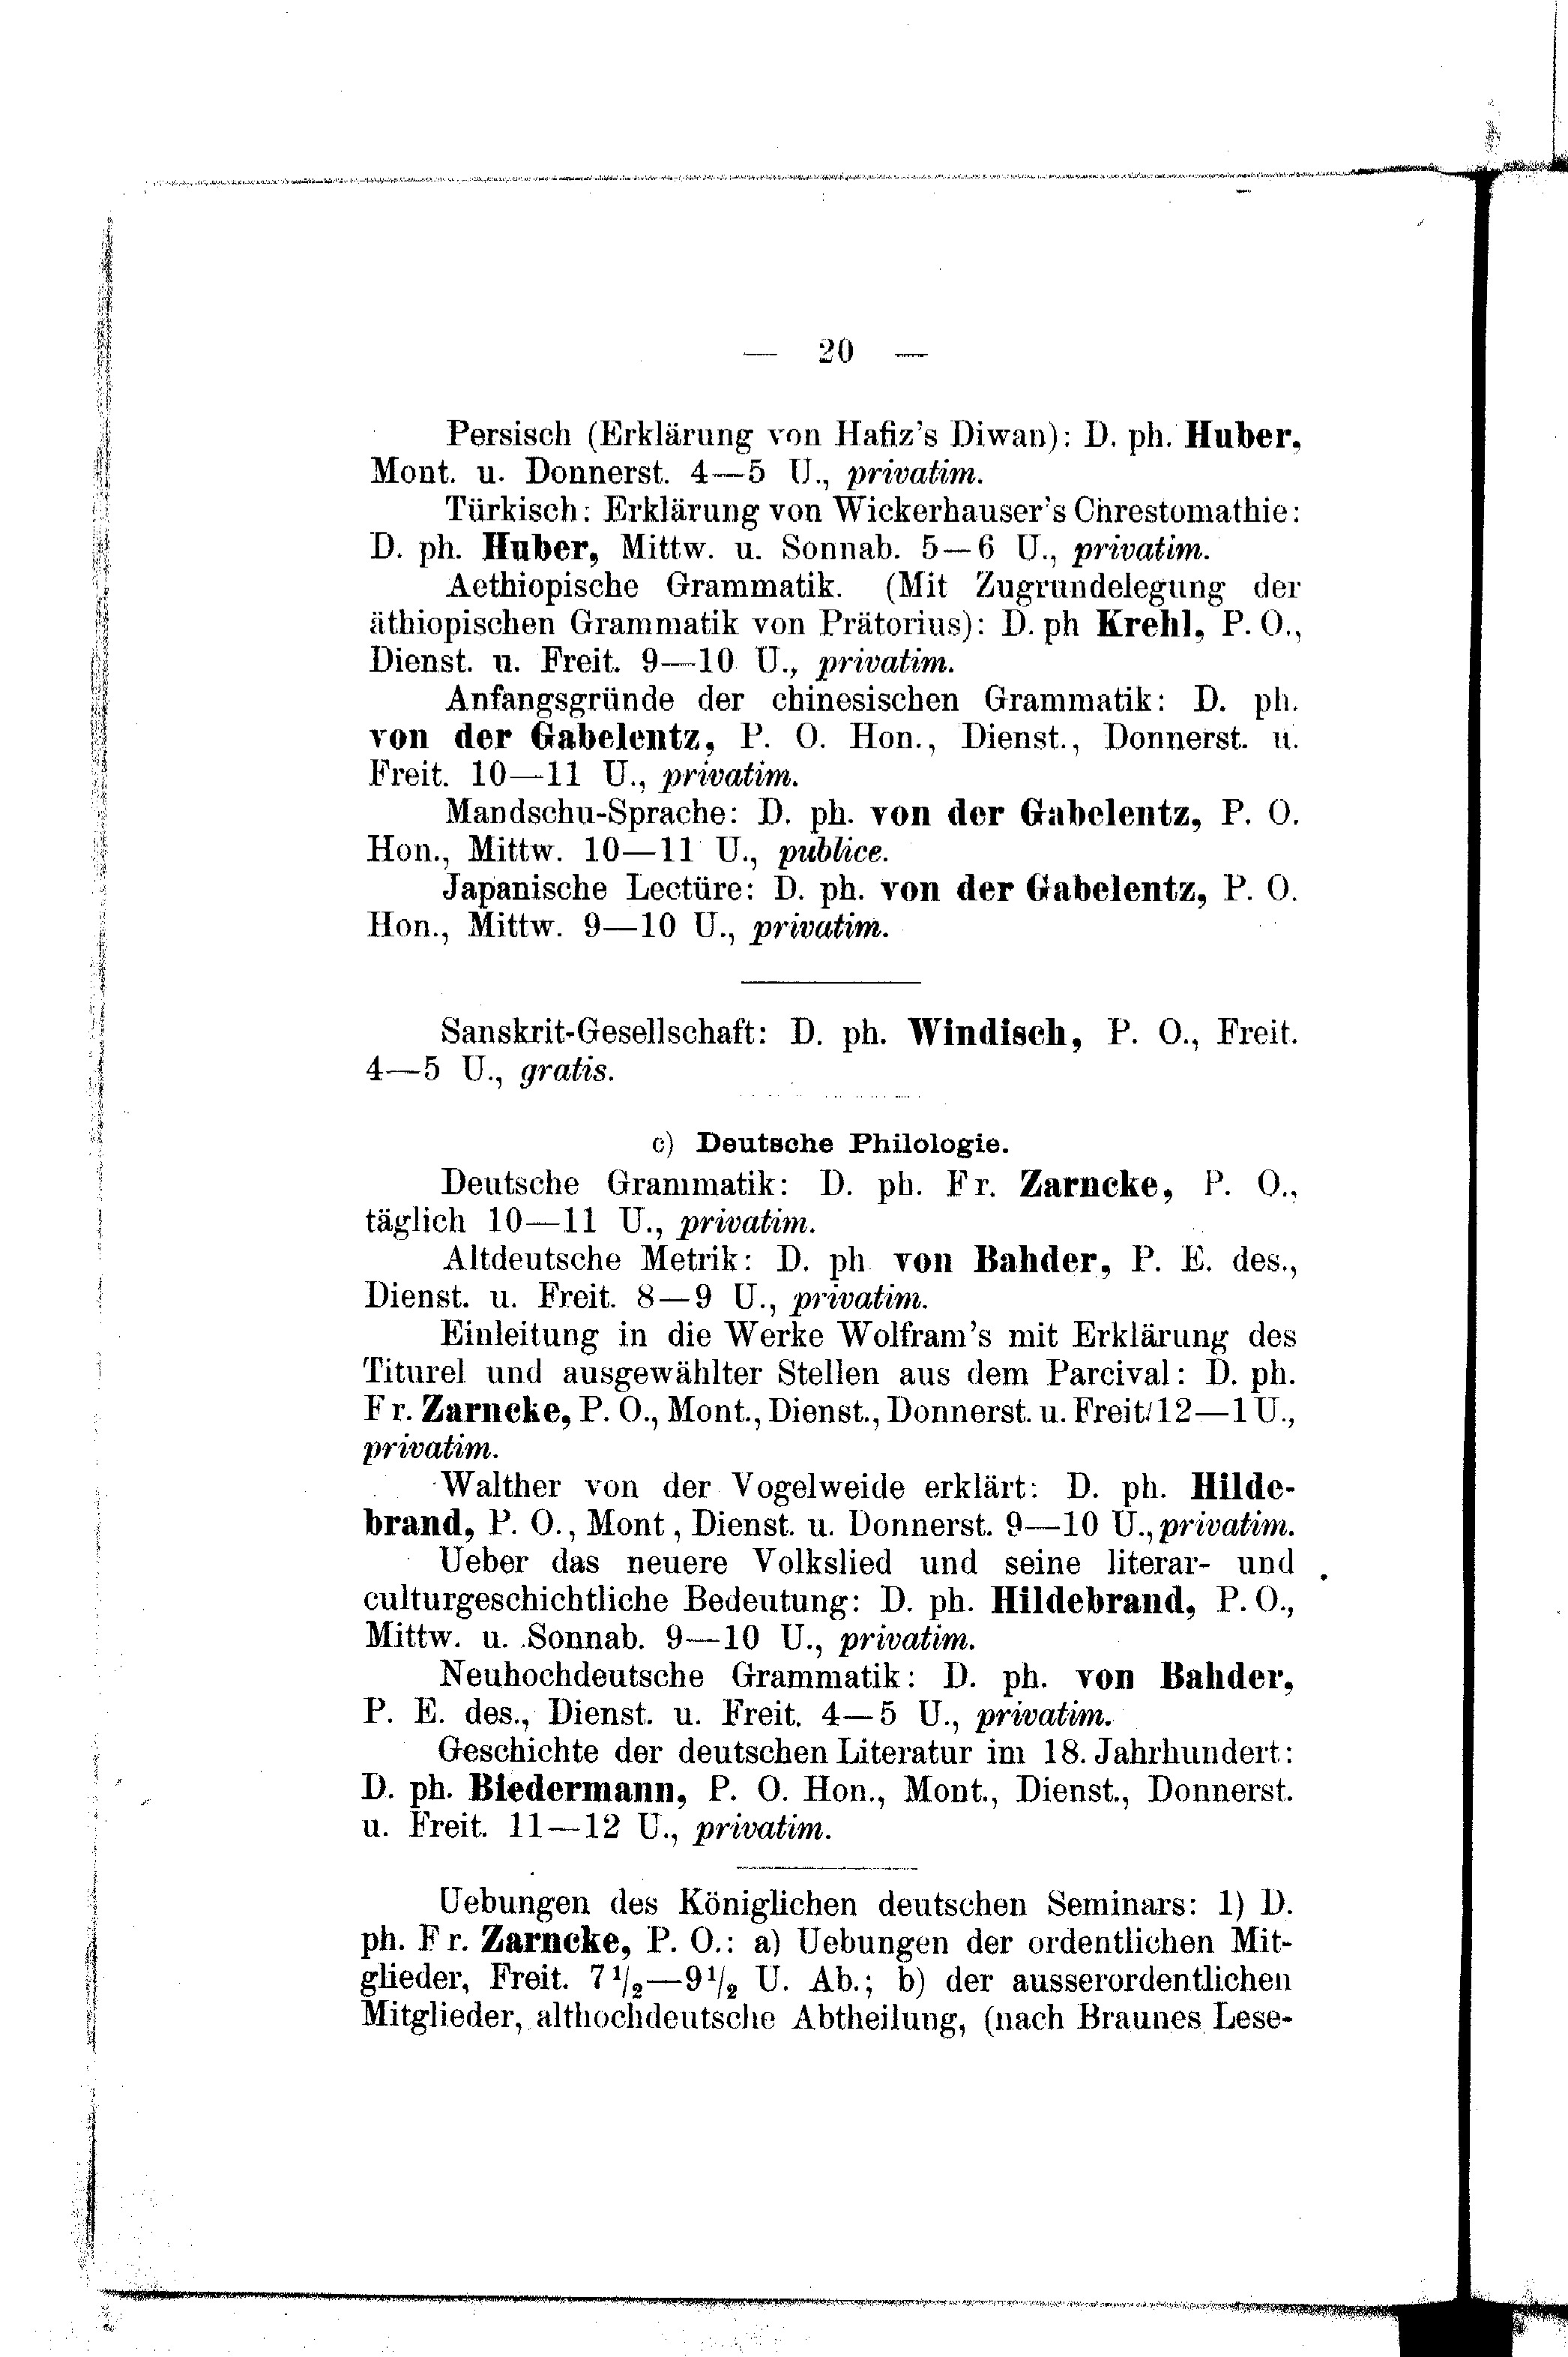 — 20 —
Persisch (Erklärung von Hafiz's Diwan): D. ph. Huber,
Mont. u. Donnerst. 4—5 U., privatim.
Türkisch: Erklärung von Wickerhauser's Chrestomathie:
D. ph. Huber, Mittw. u. Sonnab. 5—6 U., privatim.
Aethiopische Grammatik. (Mit Zugrundelegung der
äthiopischen Grammatik von Prätorius): D. ph Krehl, P. O.,
Dienst. u. Freit. 9—10 U., privatim.
Anfangsgründe der chinesischen Grammatik: D. ph.
von der Gabelentz, P. O. Hon., Dienst., Donnerst. u.
Freit. 10—11 U., privatim.
Mandschu-Sprache: D. ph. von der Gabelentz, P. O.
Hon., Mittw. 10—11 U., publice.
Japanische Lectüre: D. ph. von der Gabelentz, P. O.
Hon., Mittw. 9—10 U., privatim.
Sanskrit-Gesellschaft: D. ph. Windisch, P. O., Freit.
4—5 U., gratis.
c) Deutsche Philologie.
Deutsche Grammatik: D. ph. Fr. Zarncke, P. O.,
täglich 10—11 U., privatim.
Altdeutsche Metrik: D. ph von Bahder, P. E. des.,
Dienst. u. Freit. 8—9 U., privatim.
Einleitung in die Werke Wolfram's mit Erklärung des
Titurel und ausgewählter Stellen aus dem Parcival: D. ph.
Fr. Zarncke, P. O., Mont., Dienst., Donnerst. u. Freit. 12—1 U.,
privatim.
Walther von der Vogelweide erklärt: D. ph. Hilde-
brand, P. O., Mont, Dienst. u. Donnerst. 9—10 U., privatim.
Ueber das neuere Volkslied und seine literar- und
culturgeschichtliche Bedeutung: D. ph. Hildebrand, P. O.,
Mittw. u. Sonnab. 9—10 U., privatim.
Neuhochdeutsche Grammatik: D. ph. von Bahder,
P. E. des., Dienst. u. Freit. 4—5 U., privatim.
Geschichte der deutschen Literatur im 18. Jahrhundert:
D. ph. Biedermann, P. O. Hon., Mont., Dienst., Donnerst.
u. Freit. 11—12 U., privatim.
Uebungen des Königlichen deutschen Seminars: 1) D.
ph. Fr. Zarncke, P. O.: a) Uebungen der ordentlichen Mit-
glieder, Freit. 7 1/2—9 1/2 U. Ab.; b) der ausserordentlichen
Mitglieder, althochdeutsche Abtheilung, (nach Braunes Lese-